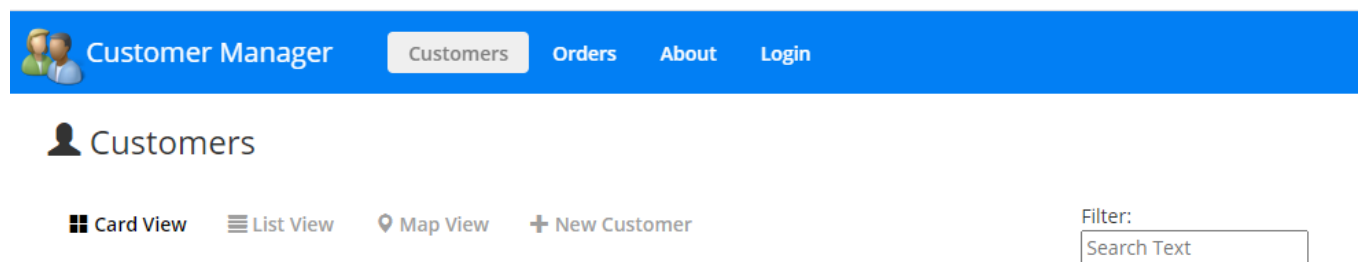 Customer Manager Customers Orders About Login
Customers
Card View List View Map View New Customer
Filter:
Search Text